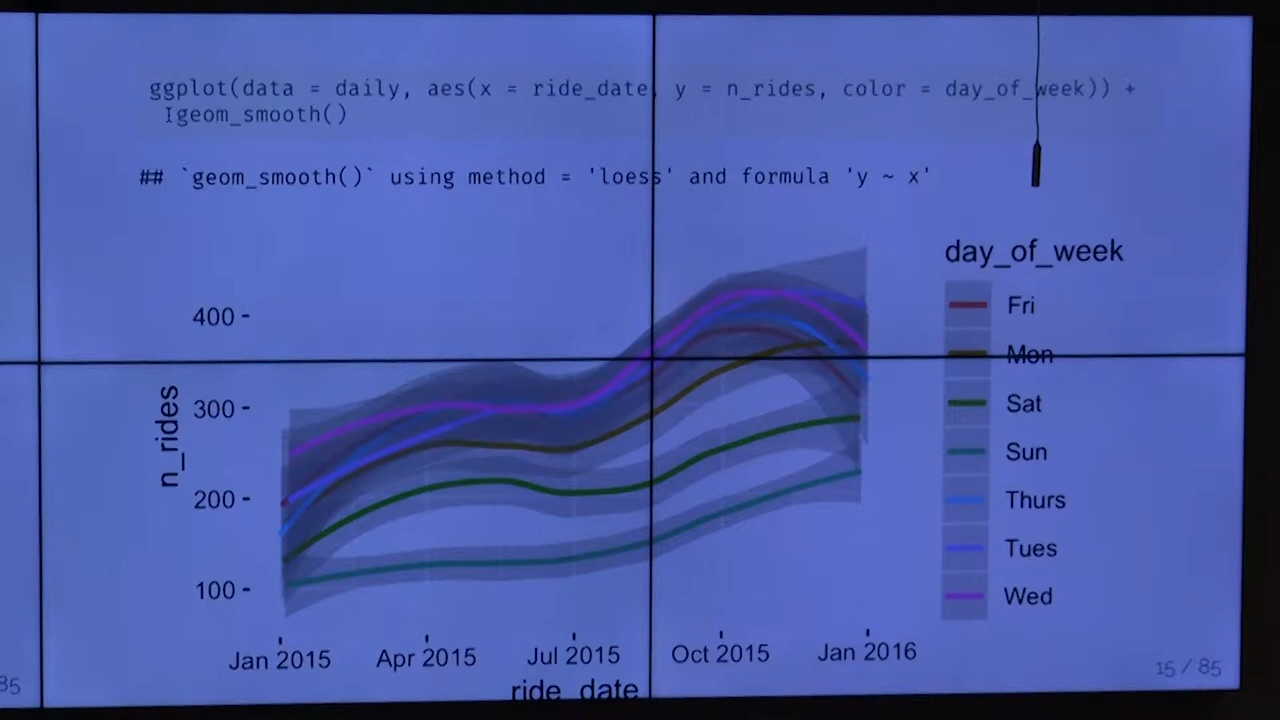 ggplot(data = daily, aes(x = ride_date, y = n_rides, color = day_of_week)) +
geom_smooth()
## `geom_smooth()` using method = 'loess' and formula 'y ~ x'
day_of_week
Fri
Mon
Sat
Sun
Thurs
Tues
Wed
n_rides
400
300
200
100
Jan 2015
Apr 2015
Jul 2015
Oct 2015
Jan 2016
ride_date
15 / 85
85